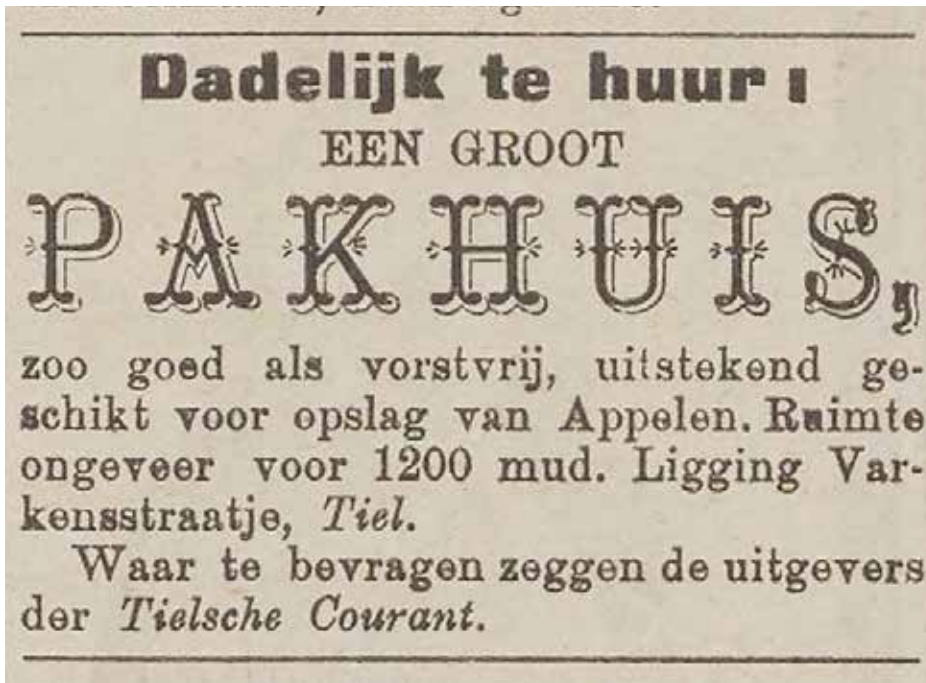 Dadelijk te huur:
EEN GROOT
PAKHUIS,
zoo goed als vorstvrij, uitstekend ge-
schikt voor opslag van Appelen. Ruimte
ongeveer voor 1200 mud. Ligging Var-
kensstraatje, Tiel.
Waar te bevragen zeggen de uitgevers
der Tielsche Courant.